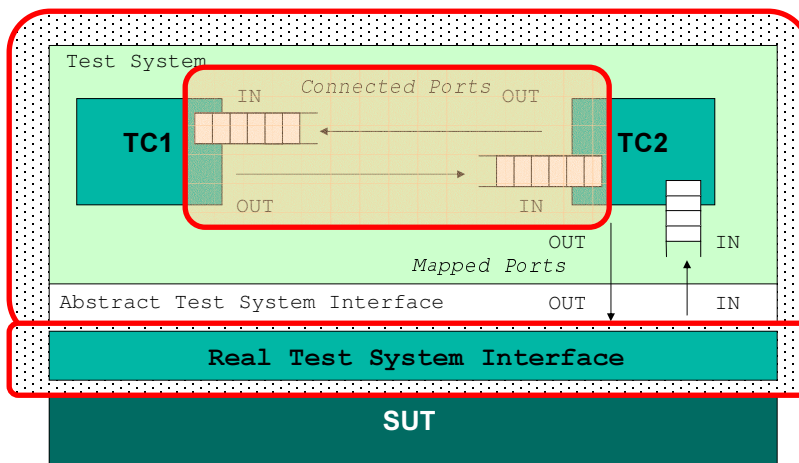 Test System
Connected Ports
IN
OUT
TC1
TC2
OUT
IN
OUT
IN
Mapped Ports
Abstract Test System Interface
OUT
IN
Real Test System Interface
SUT